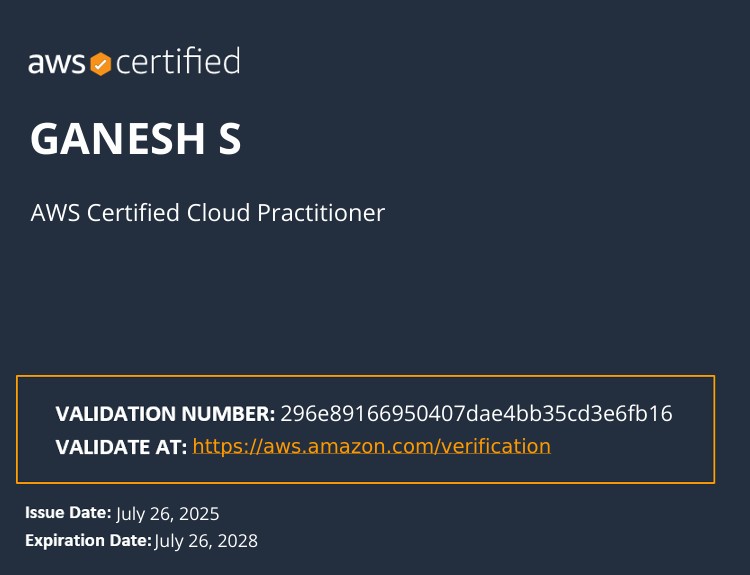 aws certified
GANESH S
AWS Certified Cloud Practitioner
VALIDATION NUMBER: 296e89166950407dae4bb35cd3e6fb16
VALIDATE AT: https://aws.amazon.com/verification
Issue Date: July 26, 2025
Expiration Date: July 26, 2028